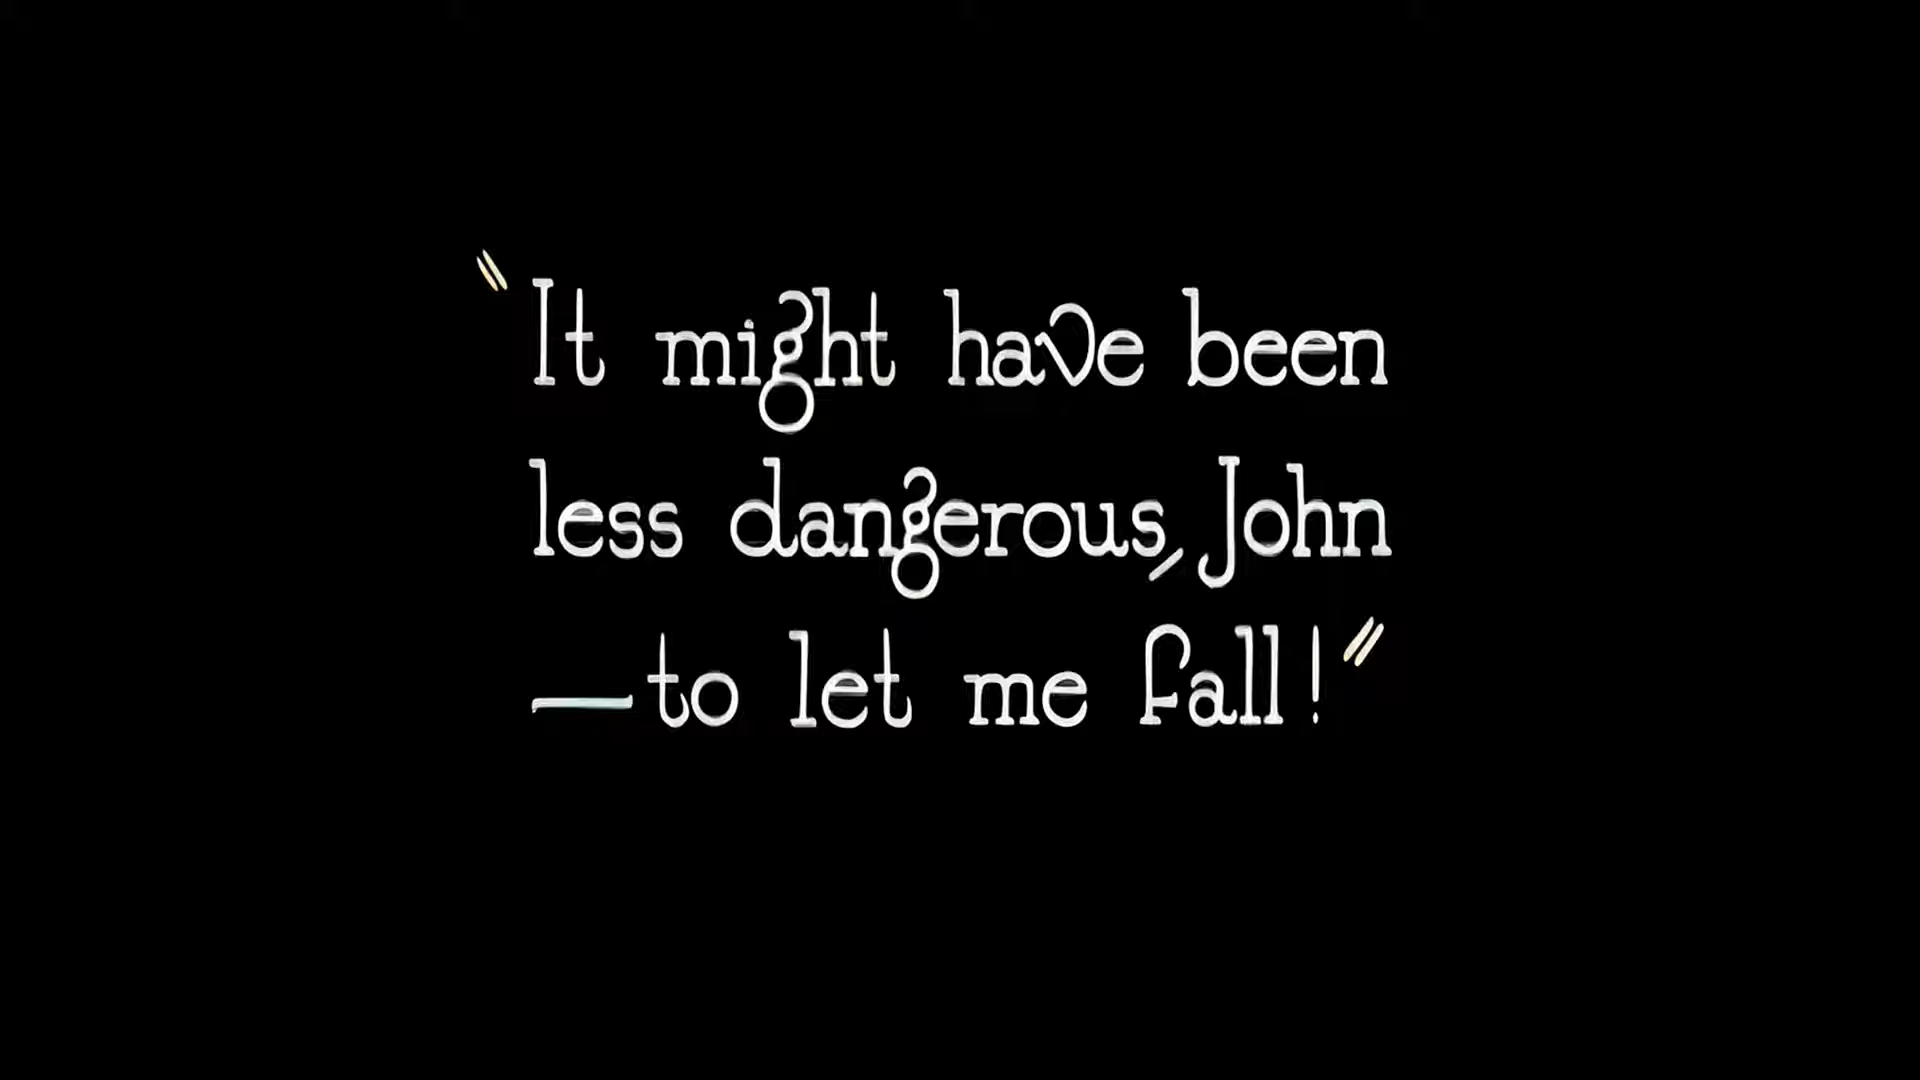 “It might have been
less dangerous, John
—to let me fall!”